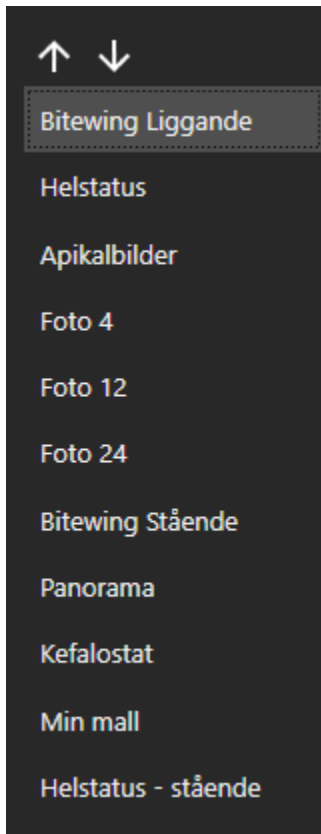 Bitewing Liggande
Helstatus
Apikalbilder
Foto 4
Foto 12
Foto 24
Bitewing Stående
Panorama
Kefalostat
Min mall
Helstatus - stående